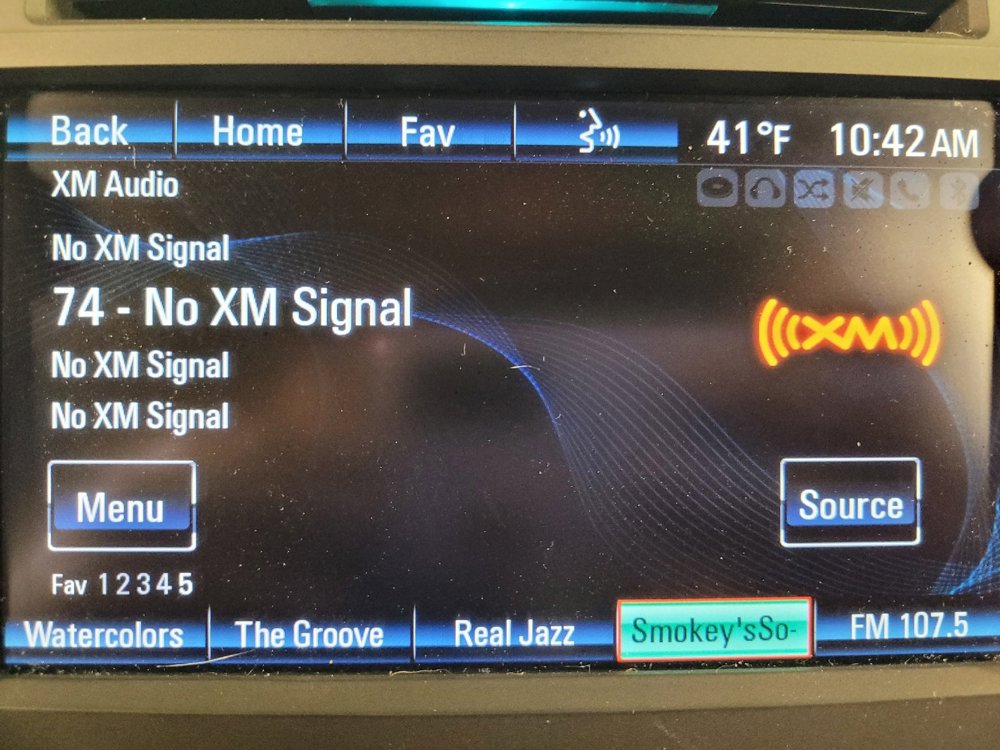 Back Home Fav 41°F 10:42 AM
XM Audio
No XM Signal
74 - No XM Signal
((( XM )))
No XM Signal
No XM Signal
Menu Source
Fav 1 2 3 4 5
Watercolors The Groove Real Jazz Smokey'sSo- FM 107.5